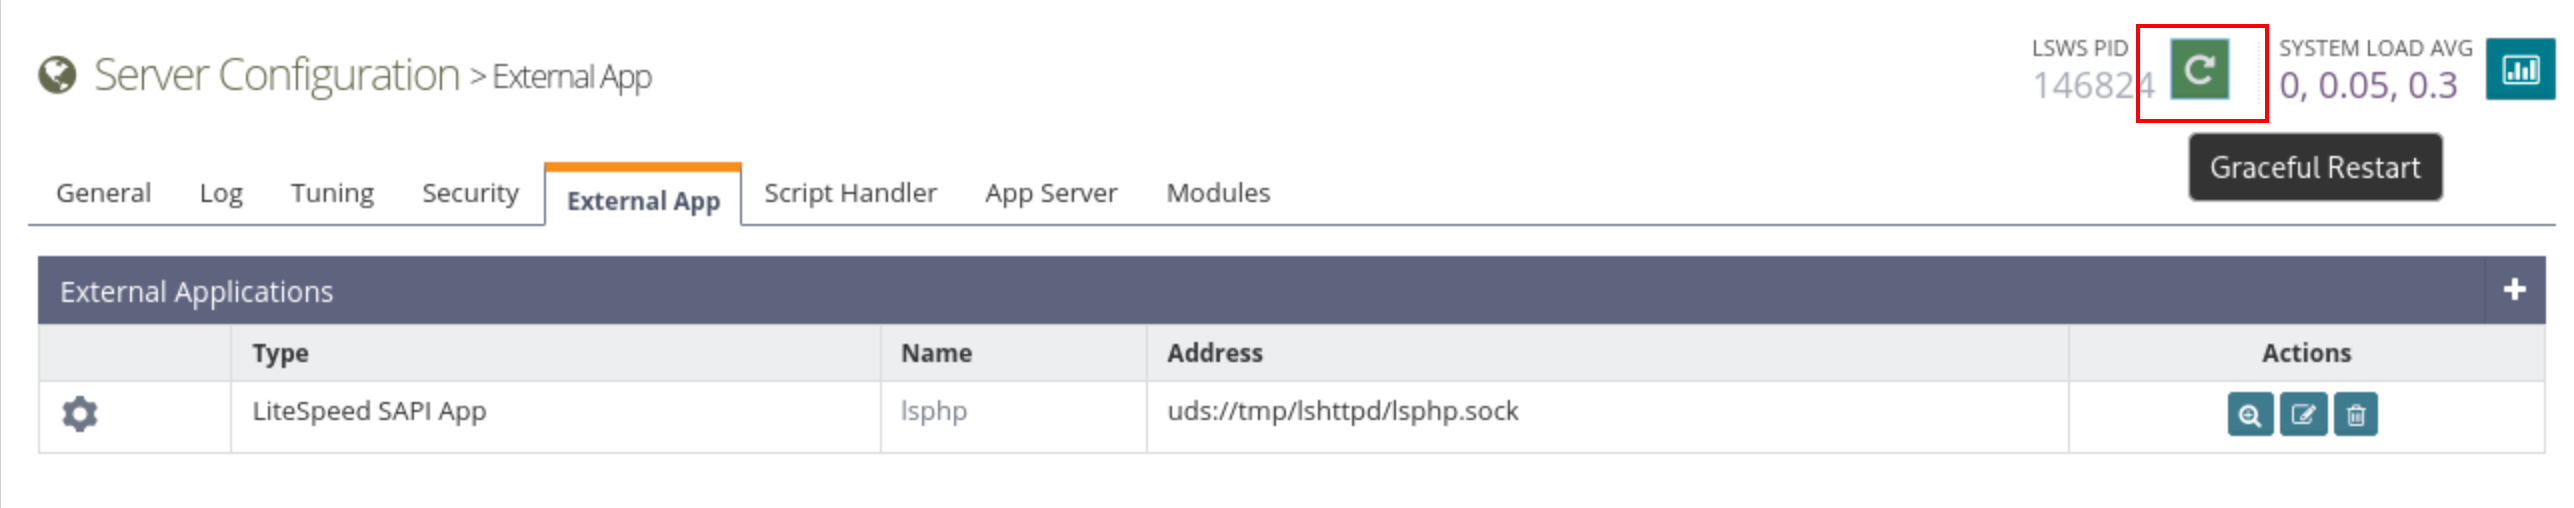 Server Configuration > External App
LSWS PID
146824
SYSTEM LOAD AVG
0, 0.05, 0.3
Graceful Restart
General Log Tuning Security External App Script Handler App Server Modules
External Applications
Type Name Address Actions
LiteSpeed SAPI App lsphp uds://tmp/lshttpd/lsphp.sock